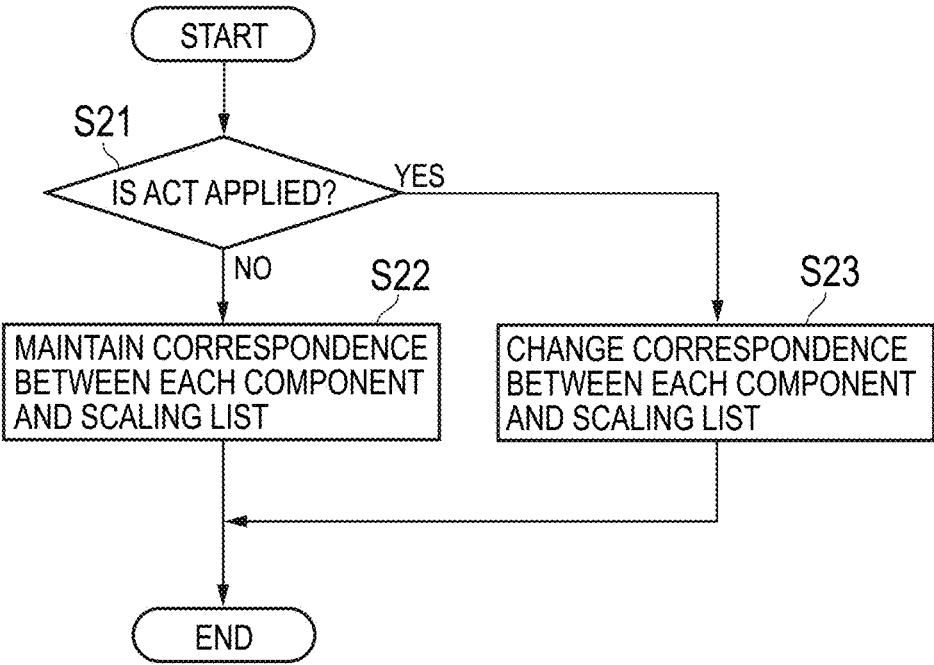 START
S21
IS ACT APPLIED?
YES
NO
S22
MAINTAIN CORRESPONDENCE
BETWEEN EACH COMPONENT
AND SCALING LIST
S23
CHANGE CORRESPONDENCE
BETWEEN EACH COMPONENT
AND SCALING LIST
END